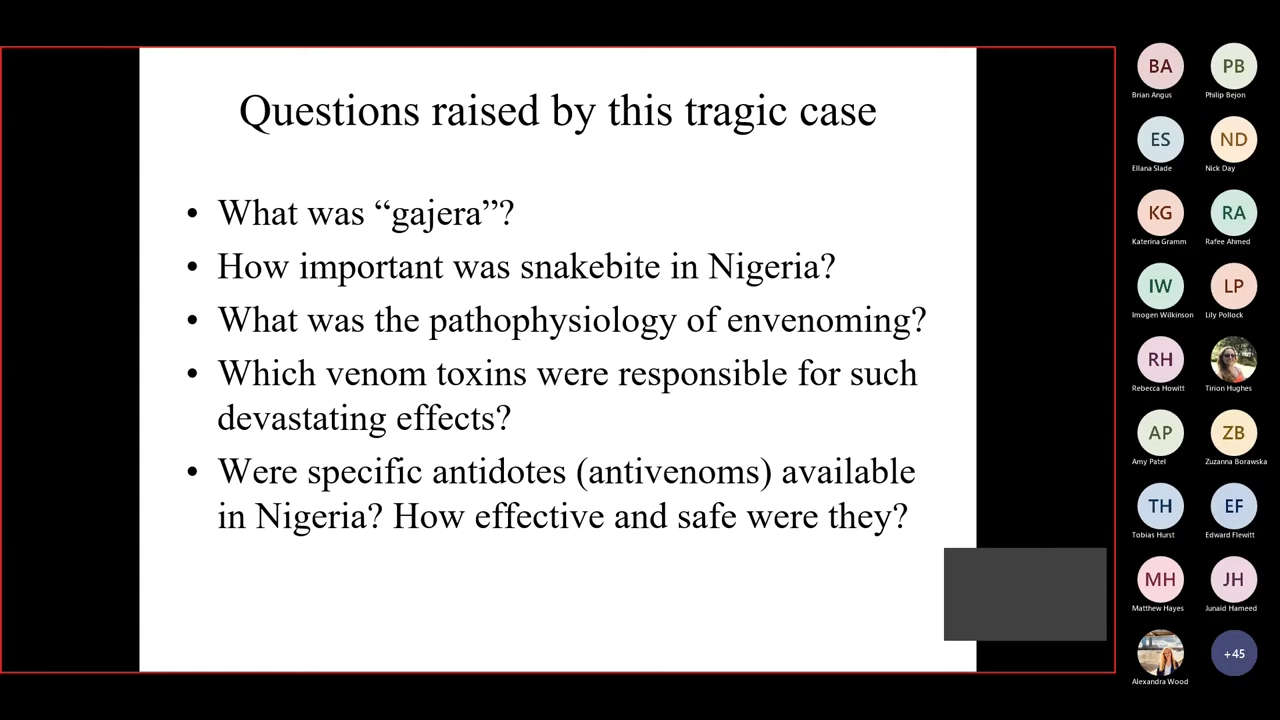 Questions raised by this tragic case
• What was “gajera”?
• How important was snakebite in Nigeria?
• What was the pathophysiology of envenoming?
• Which venom toxins were responsible for such
devastating effects?
• Were specific antidotes (antivenoms) available
in Nigeria? How effective and safe were they?
BA PB
Brian Angus Philip Bejon
ES ND
Ellana Slade Nick Day
KG RA
Katerina Gramm Rafee Ahmed
IW LP
Imogen Wilkinson Lily Pollock
RH
Rebecca Howitt Tirion Hughes
AP ZB
Amy Patel Zuzanna Borawska
TH EF
Tobias Hurst Edward Flewitt
MH JH
Matthew Hayes Junaid Hameed
+45
Alexandra Wood